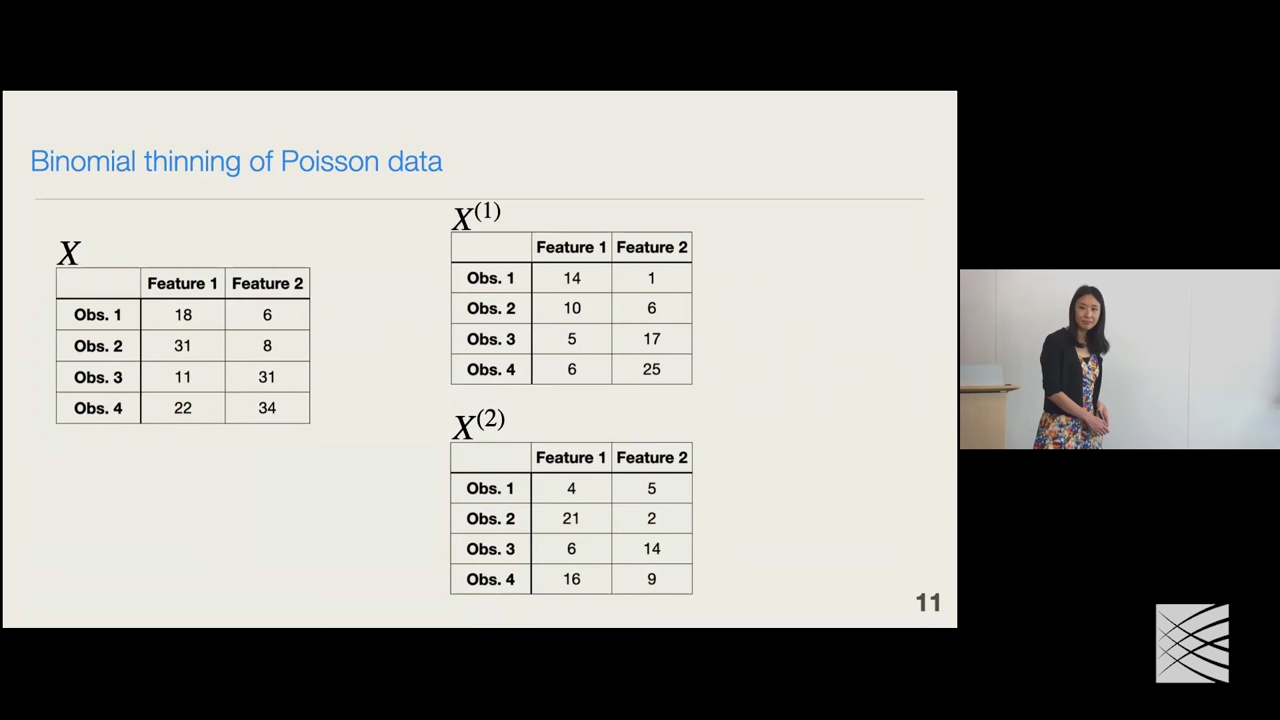 Binomial thinning of Poisson data
X
Feature 1 Feature 2
Obs. 1 18 6
Obs. 2 31 8
Obs. 3 11 31
Obs. 4 22 34
X(1)
Feature 1 Feature 2
Obs. 1 14 1
Obs. 2 10 6
Obs. 3 5 17
Obs. 4 6 25
X(2)
Feature 1 Feature 2
Obs. 1 4 5
Obs. 2 21 2
Obs. 3 6 14
Obs. 4 16 9
11